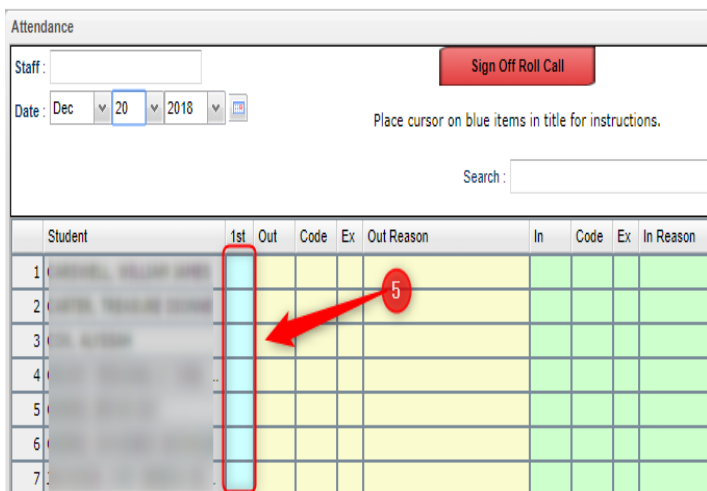 Attendance
Staff :
Sign Off Roll Call
Date : Dec 20 2018
Place cursor on blue items in title for instructions.
Search :
Student 1st Out Code Ex Out Reason In Code Ex In Reason
1
2
5
3
4
5
6
7